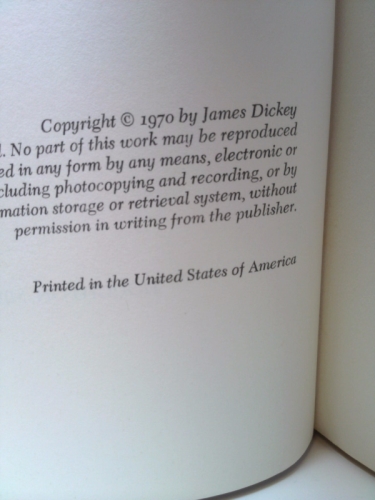 Copyright © 1970 by James Dickey
. No part of this work may be reproduced
ed in any form by any means, electronic or
cluding photocopying and recording, or by
mation storage or retrieval system, without
permission in writing from the publisher.
Printed in the United States of America